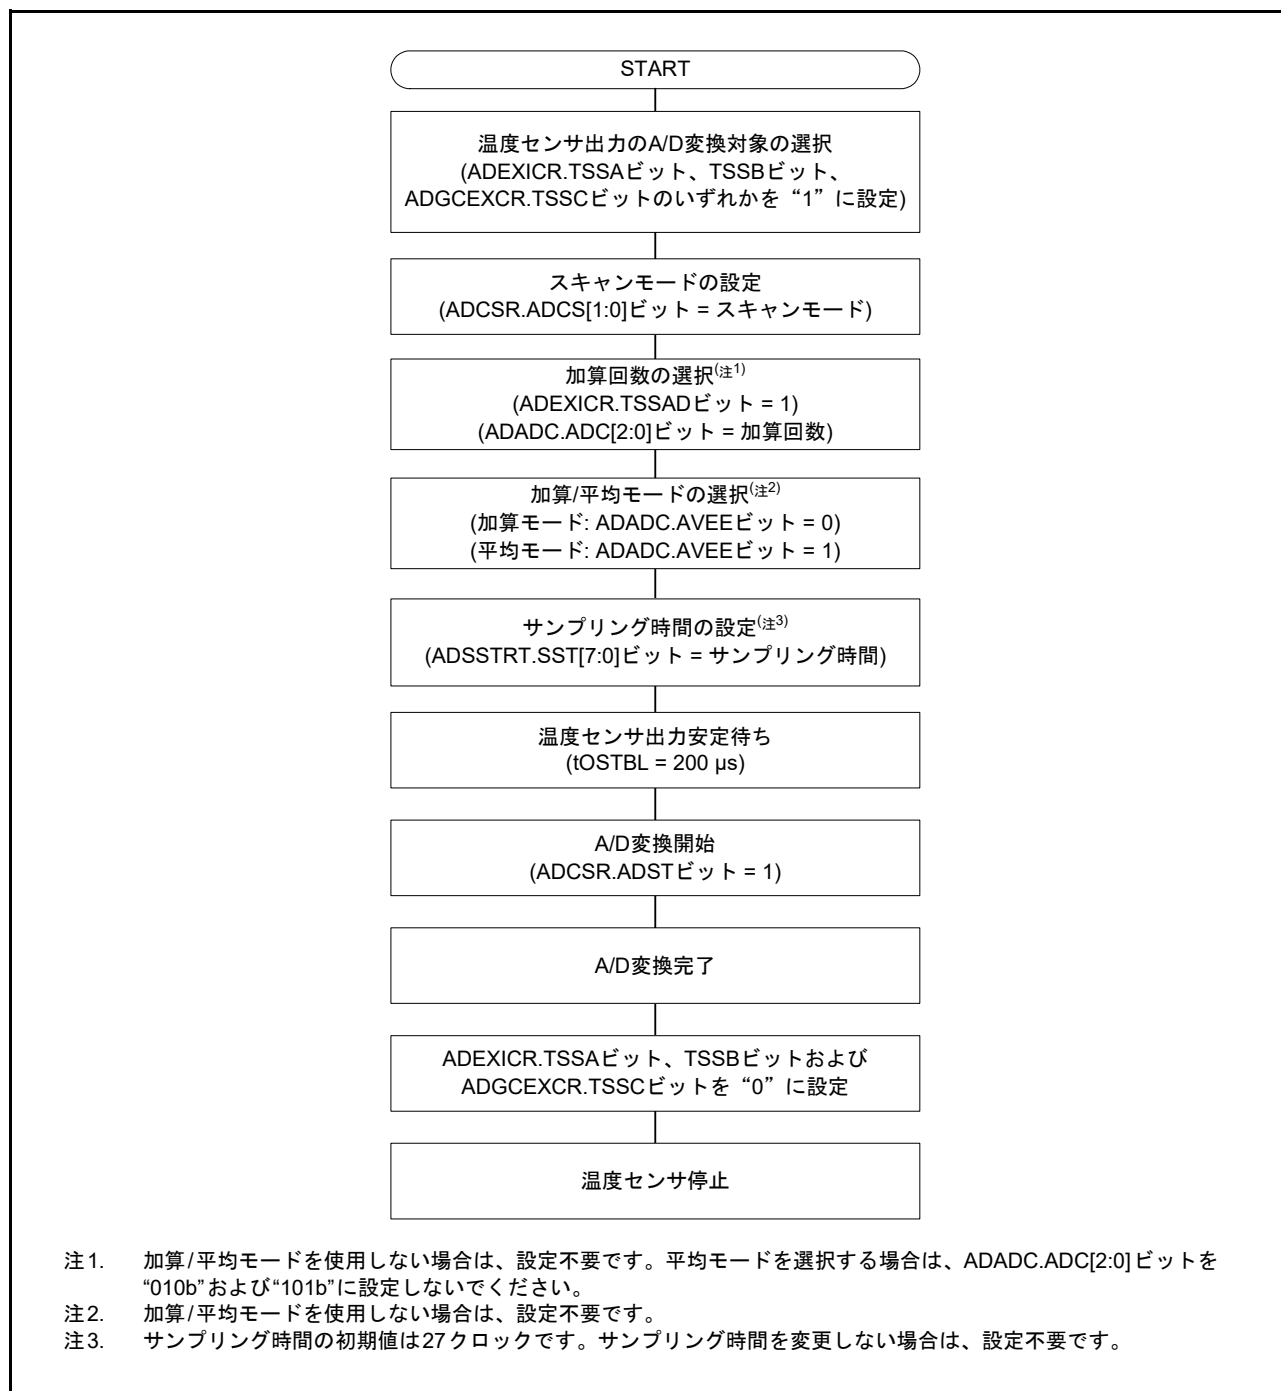 START
温度センサ出力のA/D変換対象の選択
(ADEXICR.TSSAビット、TSSBビット、
ADGCEXCR.TSSCビットのいずれかを“1”に設定)
スキャンモードの設定
(ADCSR.ADCS[1:0]ビット = スキャンモード)
加算回数の選択(注1)
(ADEXICR.TSSADビット = 1)
(ADADC.ADC[2:0]ビット = 加算回数)
加算/平均モードの選択(注2)
(加算モード: ADADC.AVEEビット = 0)
(平均モード: ADADC.AVEEビット = 1)
サンプリング時間の設定(注3)
(ADSSTRT.SST[7:0]ビット = サンプリング時間)
温度センサ出力安定待ち
(tOSTBL = 200 μs)
A/D変換開始
(ADCSR.ADSTビット = 1)
A/D変換完了
ADEXICR.TSSAビット、TSSBビットおよび
ADGCEXCR.TSSCビットを“0”に設定
温度センサ停止
注1. 加算/平均モードを使用しない場合は、設定不要です。平均モードを選択する場合は、ADADC.ADC[2:0]ビットを
“010b”および“101b”に設定しないでください。
注2. 加算/平均モードを使用しない場合は、設定不要です。
注3. サンプリング時間の初期値は27クロックです。サンプリング時間を変更しない場合は、設定不要です。